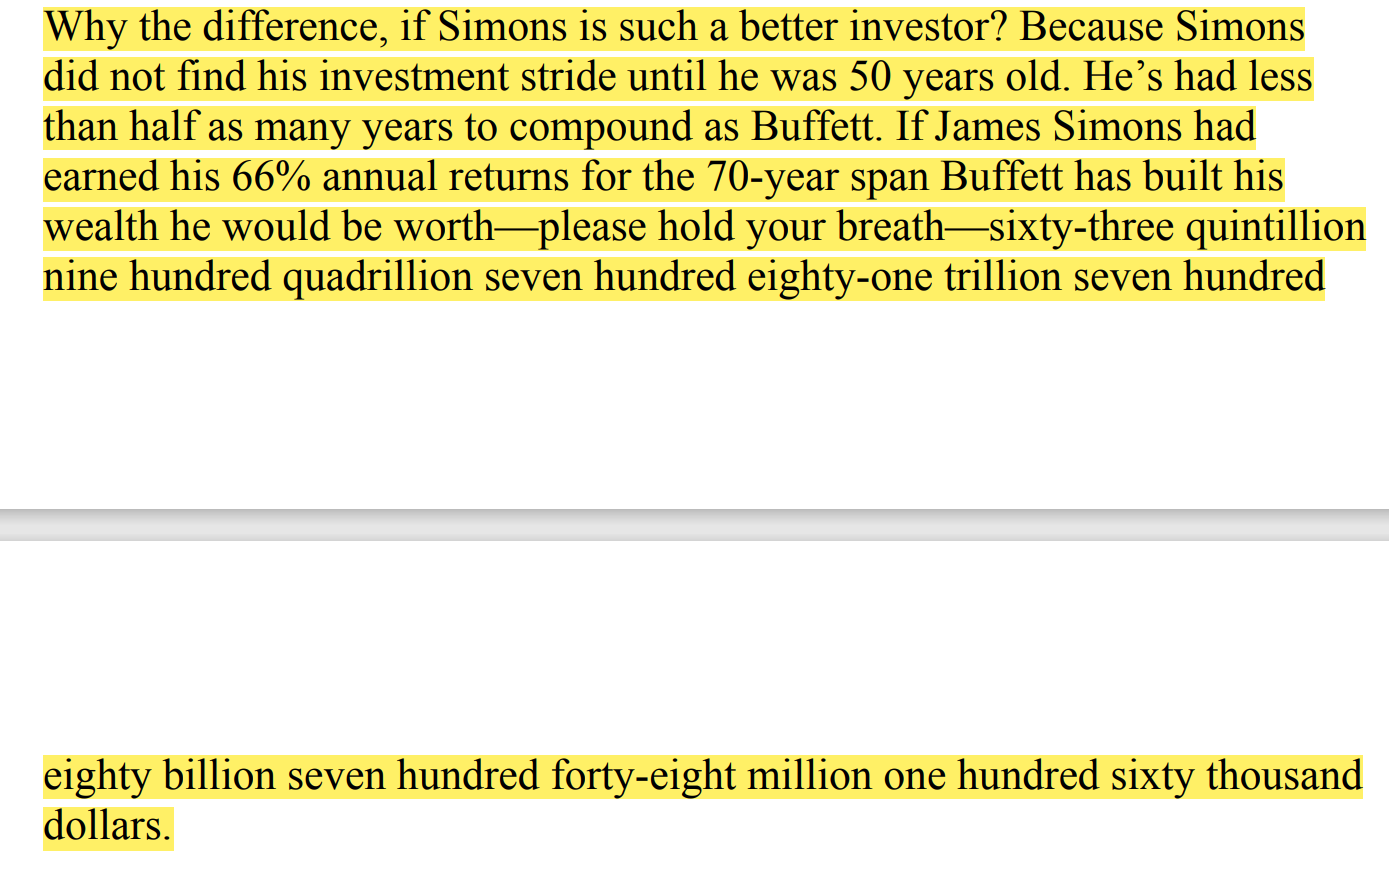 Why the difference, if Simons is such a better investor? Because Simons
did not find his investment stride until he was 50 years old. He’s had less
than half as many years to compound as Buffett. If James Simons had
earned his 66% annual returns for the 70-year span Buffett has built his
wealth he would be worth—please hold your breath—sixty-three quintillion
nine hundred quadrillion seven hundred eighty-one trillion seven hundred
eighty billion seven hundred forty-eight million one hundred sixty thousand
dollars.